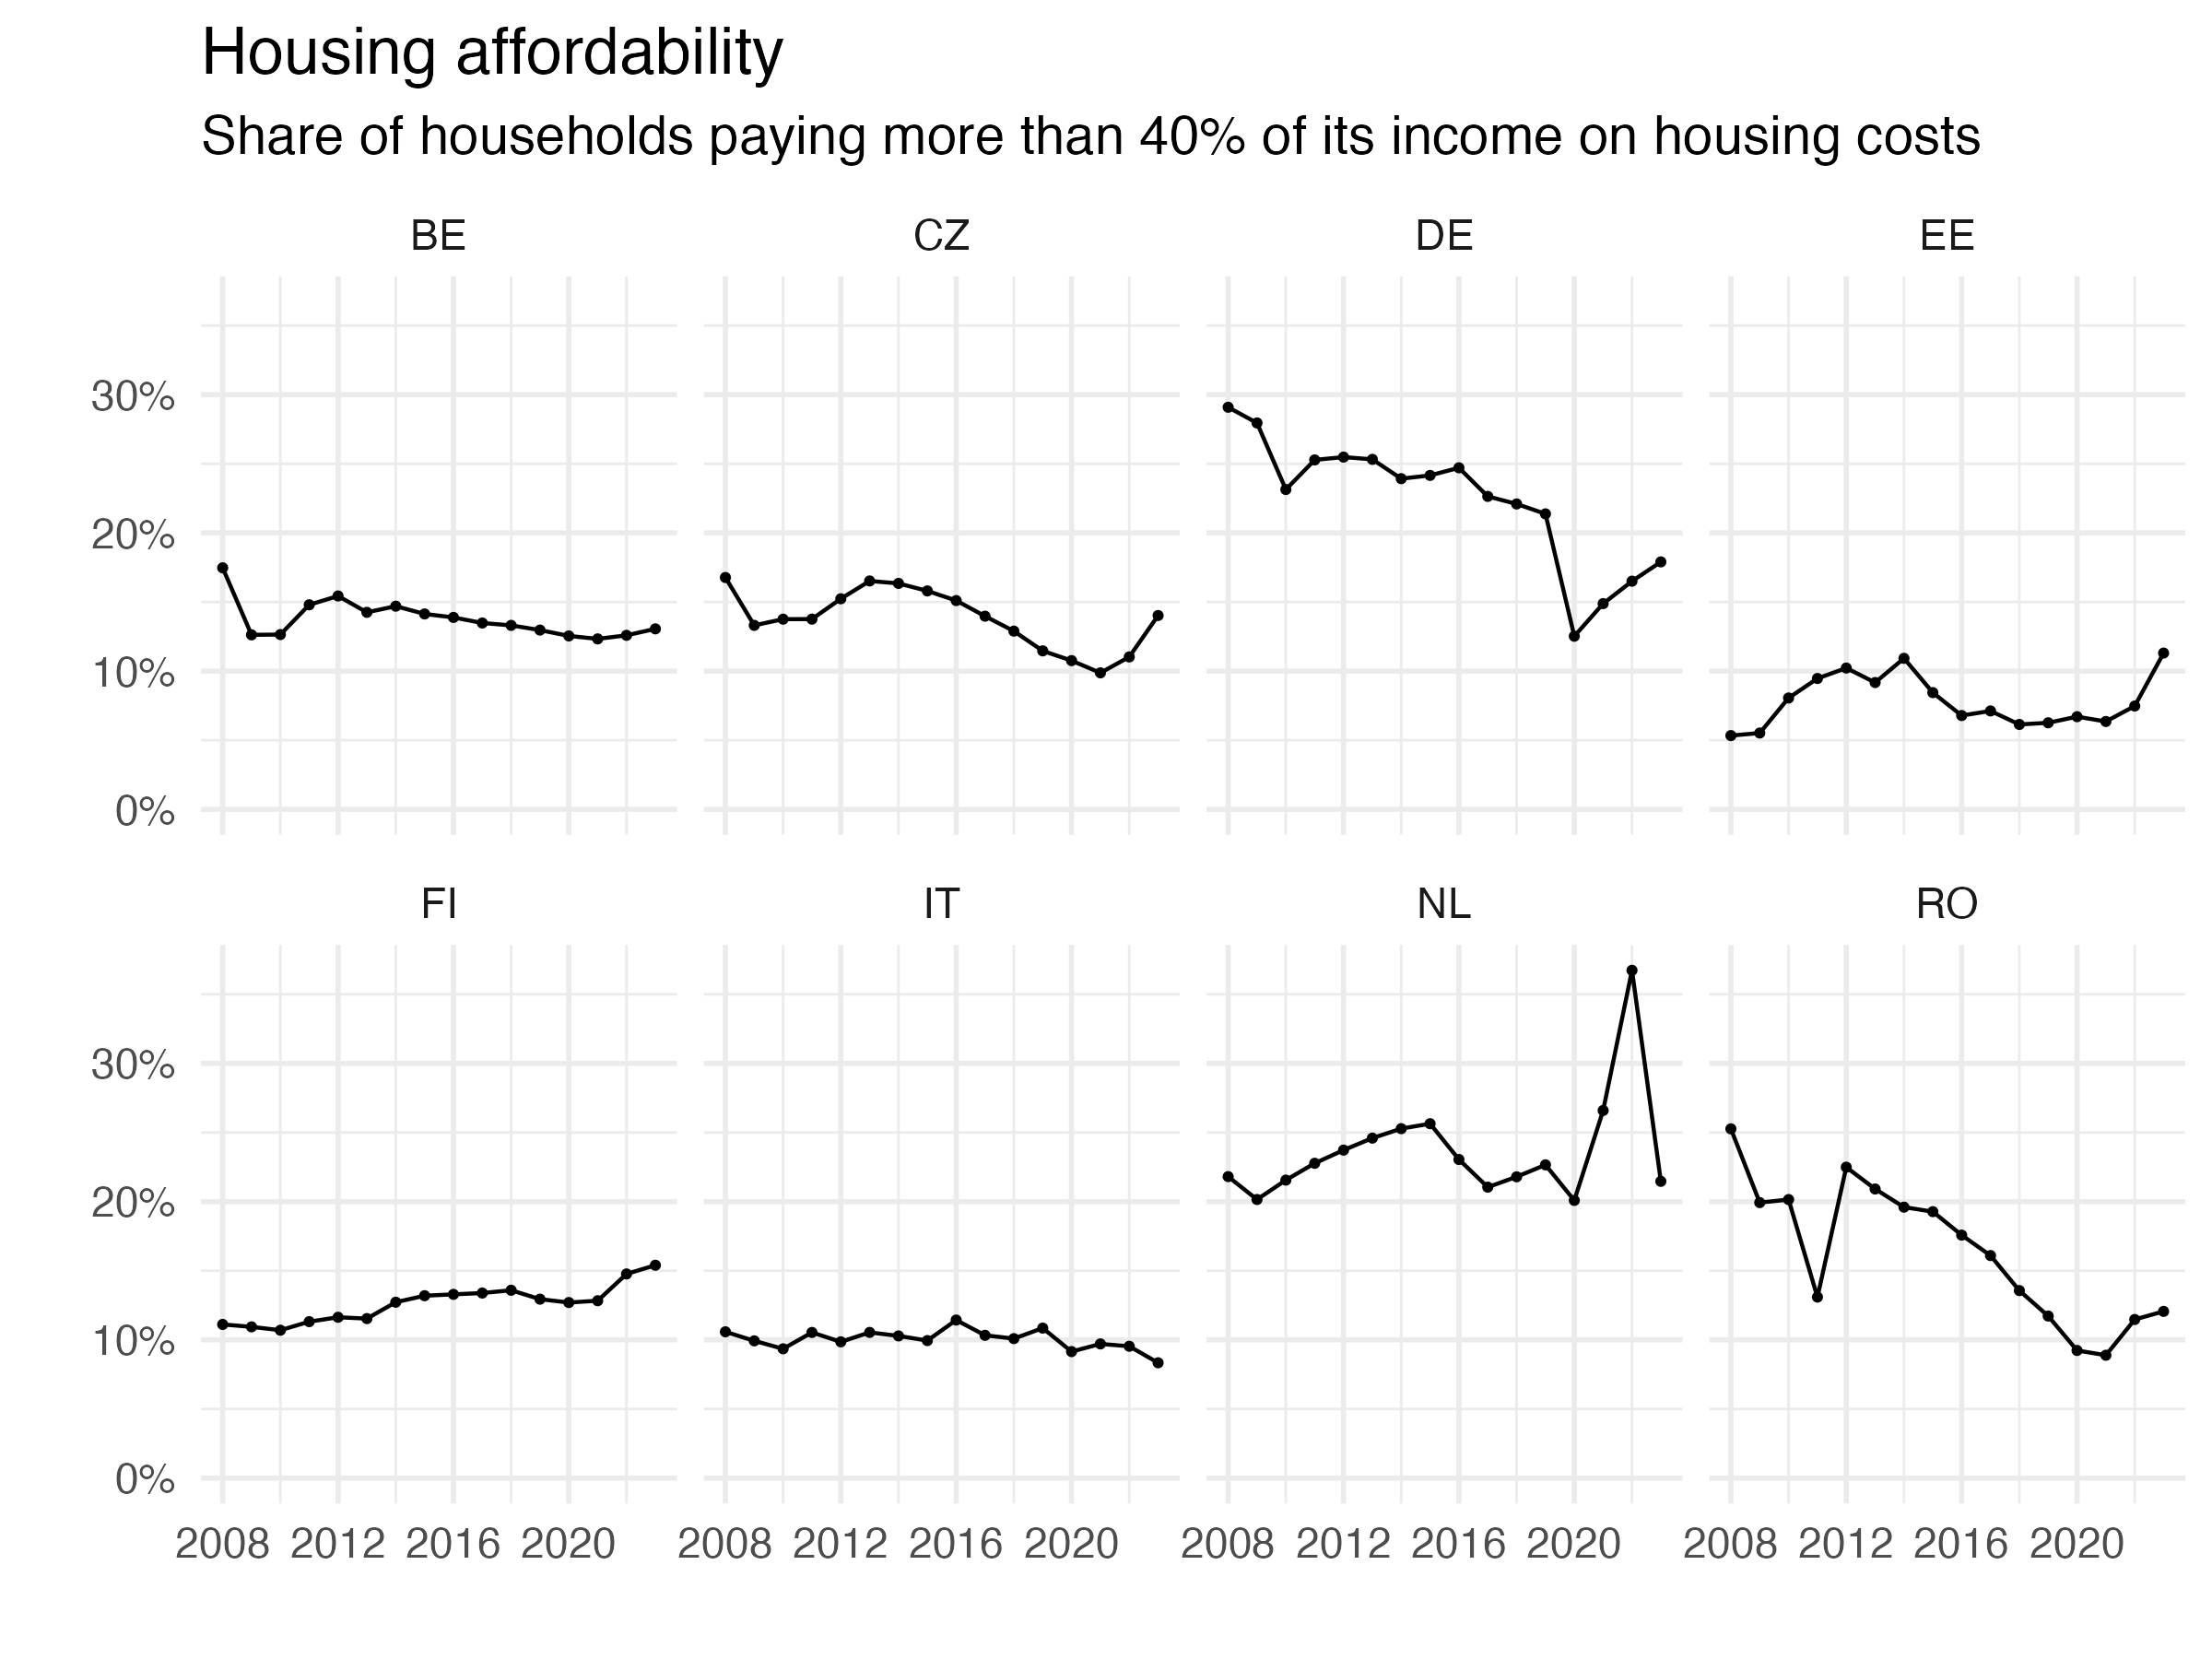 Housing affordability
Share of households paying more than 40% of its income on housing costs
BE CZ DE EE
30%
20%
10%
0%
FI IT NL RO
30%
20%
10%
0%
2008 2012 2016 2020 2008 2012 2016 2020 2008 2012 2016 2020 2008 2012 2016 2020